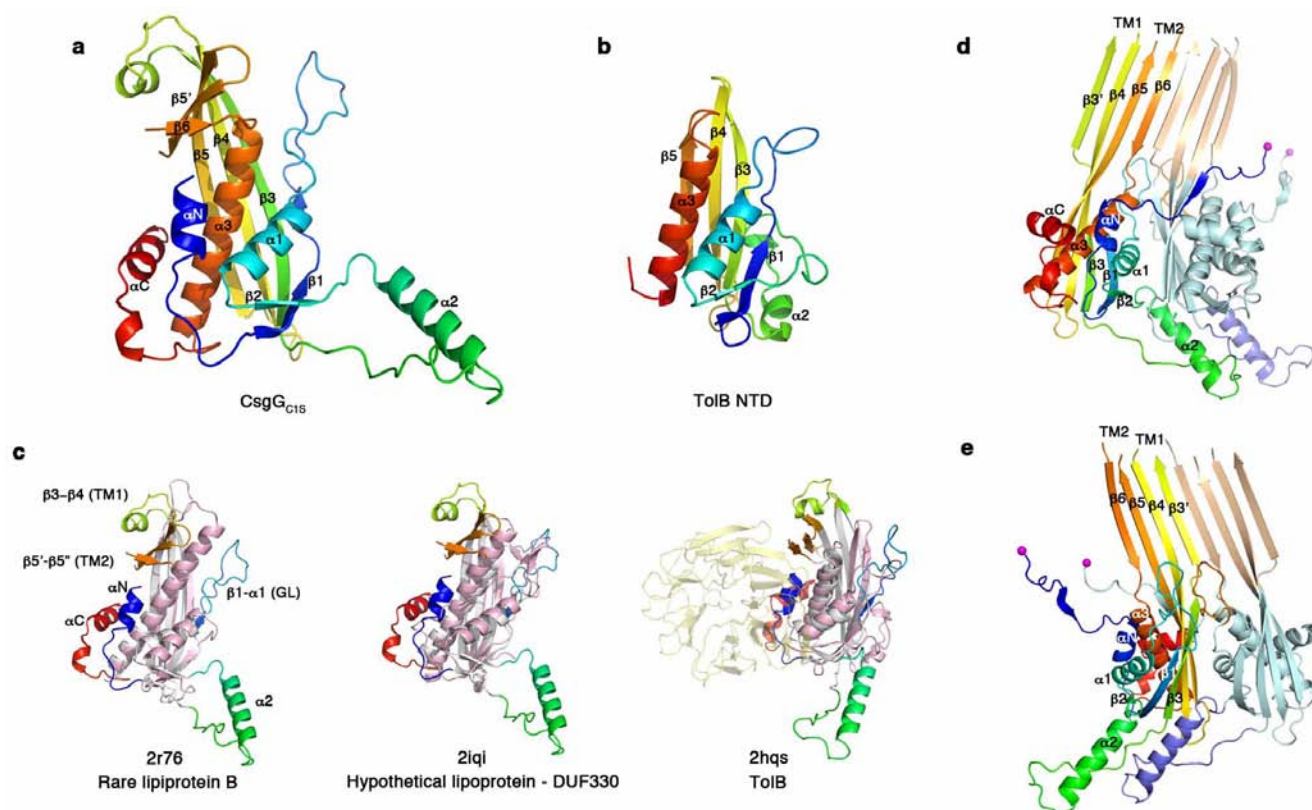 a
β5'
β6
β4
β5
β3
αN
α3
α1
αC
β2
β1
α2
CsgG_C1S
b
β4
β5
β3
α3
α1
β1
β2
α2
TolB NTD
c
β3–β4 (TM1)
β5'-β5" (TM2)
αN
αC
β1-α1 (GL)
α2
2r76
Rare lipiprotein B
2iqi
Hypothetical lipoprotein - DUF330
2hqs
TolB
d
TM1
TM2
β3'
β4
β5
β6
αC
αN
α3
β3
β1
α1
β2
α2
e
TM2
TM1
β6
β5
β4
β3'
α3
αN
α1
β1
β2
β3
α2